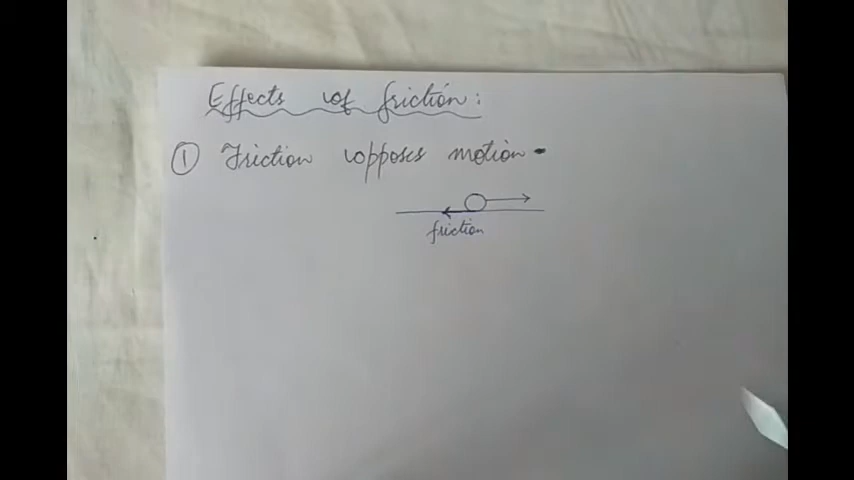 Effects of friction:
① Friction opposes motion -
friction